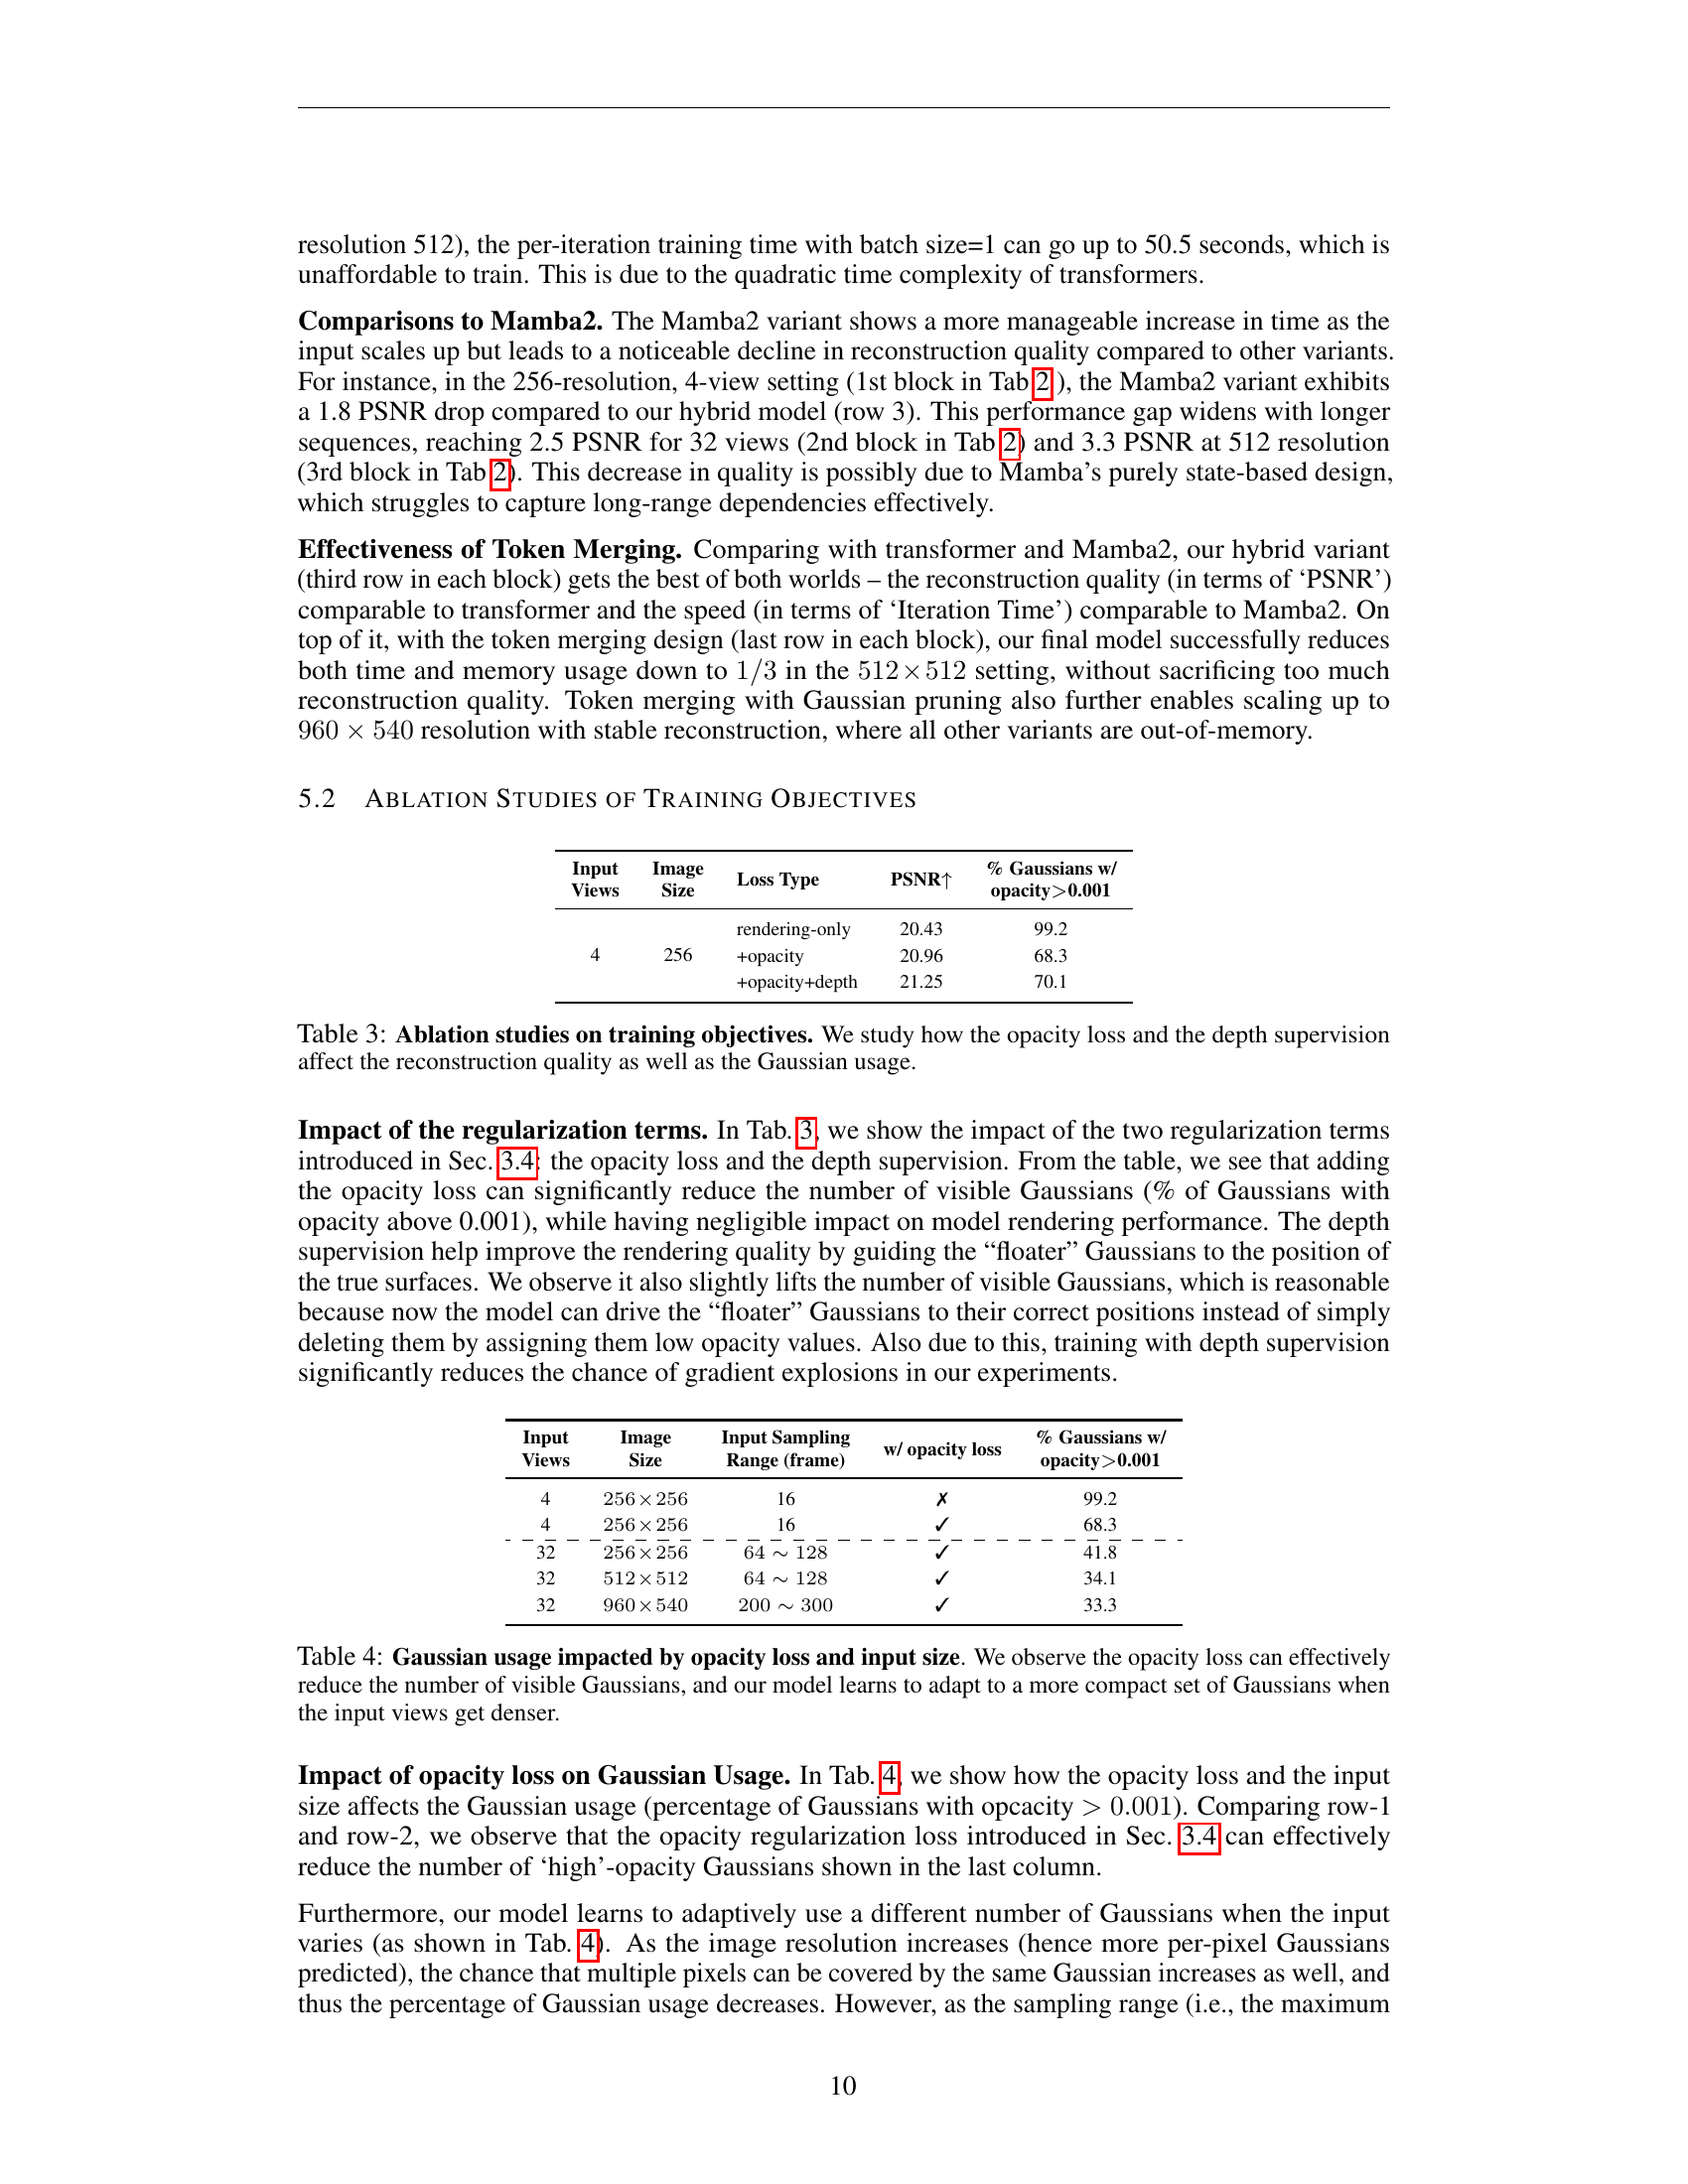 resolution 512), the per-iteration training time with batch size=1 can go up to 50.5 seconds, which is
unaffordable to train. This is due to the quadratic time complexity of transformers.
Comparisons to Mamba2. The Mamba2 variant shows a more manageable increase in time as the
input scales up but leads to a noticeable decline in reconstruction quality compared to other variants.
For instance, in the 256-resolution, 4-view setting (1st block in Tab 2 ), the Mamba2 variant exhibits
a 1.8 PSNR drop compared to our hybrid model (row 3). This performance gap widens with longer
sequences, reaching 2.5 PSNR for 32 views (2nd block in Tab 2) and 3.3 PSNR at 512 resolution
(3rd block in Tab 2). This decrease in quality is possibly due to Mamba's purely state-based design,
which struggles to capture long-range dependencies effectively.
Effectiveness of Token Merging. Comparing with transformer and Mamba2, our hybrid variant
(third row in each block) gets the best of both worlds – the reconstruction quality (in terms of 'PSNR')
comparable to transformer and the speed (in terms of 'Iteration Time') comparable to Mamba2. On
top of it, with the token merging design (last row in each block), our final model successfully reduces
both time and memory usage down to 1/3 in the 512×512 setting, without sacrificing too much
reconstruction quality. Token merging with Gaussian pruning also further enables scaling up to
960 × 540 resolution with stable reconstruction, where all other variants are out-of-memory.
5.2 ABLATION STUDIES OF TRAINING OBJECTIVES
Input Views Image Size Loss Type PSNR↑ % Gaussians w/ opacity>0.001
rendering-only 20.43 99.2
4 256 +opacity 20.96 68.3
+opacity+depth 21.25 70.1
Table 3: Ablation studies on training objectives. We study how the opacity loss and the depth supervision
affect the reconstruction quality as well as the Gaussian usage.
Impact of the regularization terms. In Tab. 3, we show the impact of the two regularization terms
introduced in Sec. 3.4: the opacity loss and the depth supervision. From the table, we see that adding
the opacity loss can significantly reduce the number of visible Gaussians (% of Gaussians with
opacity above 0.001), while having negligible impact on model rendering performance. The depth
supervision help improve the rendering quality by guiding the “floater” Gaussians to the position of
the true surfaces. We observe it also slightly lifts the number of visible Gaussians, which is reasonable
because now the model can drive the “floater” Gaussians to their correct positions instead of simply
deleting them by assigning them low opacity values. Also due to this, training with depth supervision
significantly reduces the chance of gradient explosions in our experiments.
Input Views Image Size Input Sampling Range (frame) w/ opacity loss % Gaussians w/ opacity>0.001
4 256×256 16 ✗ 99.2
4 256×256 16 ✓ 68.3
32 256×256 64 ∼ 128 ✓ 41.8
32 512×512 64 ∼ 128 ✓ 34.1
32 960×540 200 ∼ 300 ✓ 33.3
Table 4: Gaussian usage impacted by opacity loss and input size. We observe the opacity loss can effectively
reduce the number of visible Gaussians, and our model learns to adapt to a more compact set of Gaussians when
the input views get denser.
Impact of opacity loss on Gaussian Usage. In Tab. 4, we show how the opacity loss and the input
size affects the Gaussian usage (percentage of Gaussians with opcacity > 0.001). Comparing row-1
and row-2, we observe that the opacity regularization loss introduced in Sec. 3.4 can effectively
reduce the number of 'high'-opacity Gaussians shown in the last column.
Furthermore, our model learns to adaptively use a different number of Gaussians when the input
varies (as shown in Tab. 4). As the image resolution increases (hence more per-pixel Gaussians
predicted), the chance that multiple pixels can be covered by the same Gaussian increases as well, and
thus the percentage of Gaussian usage decreases. However, as the sampling range (i.e., the maximum
10